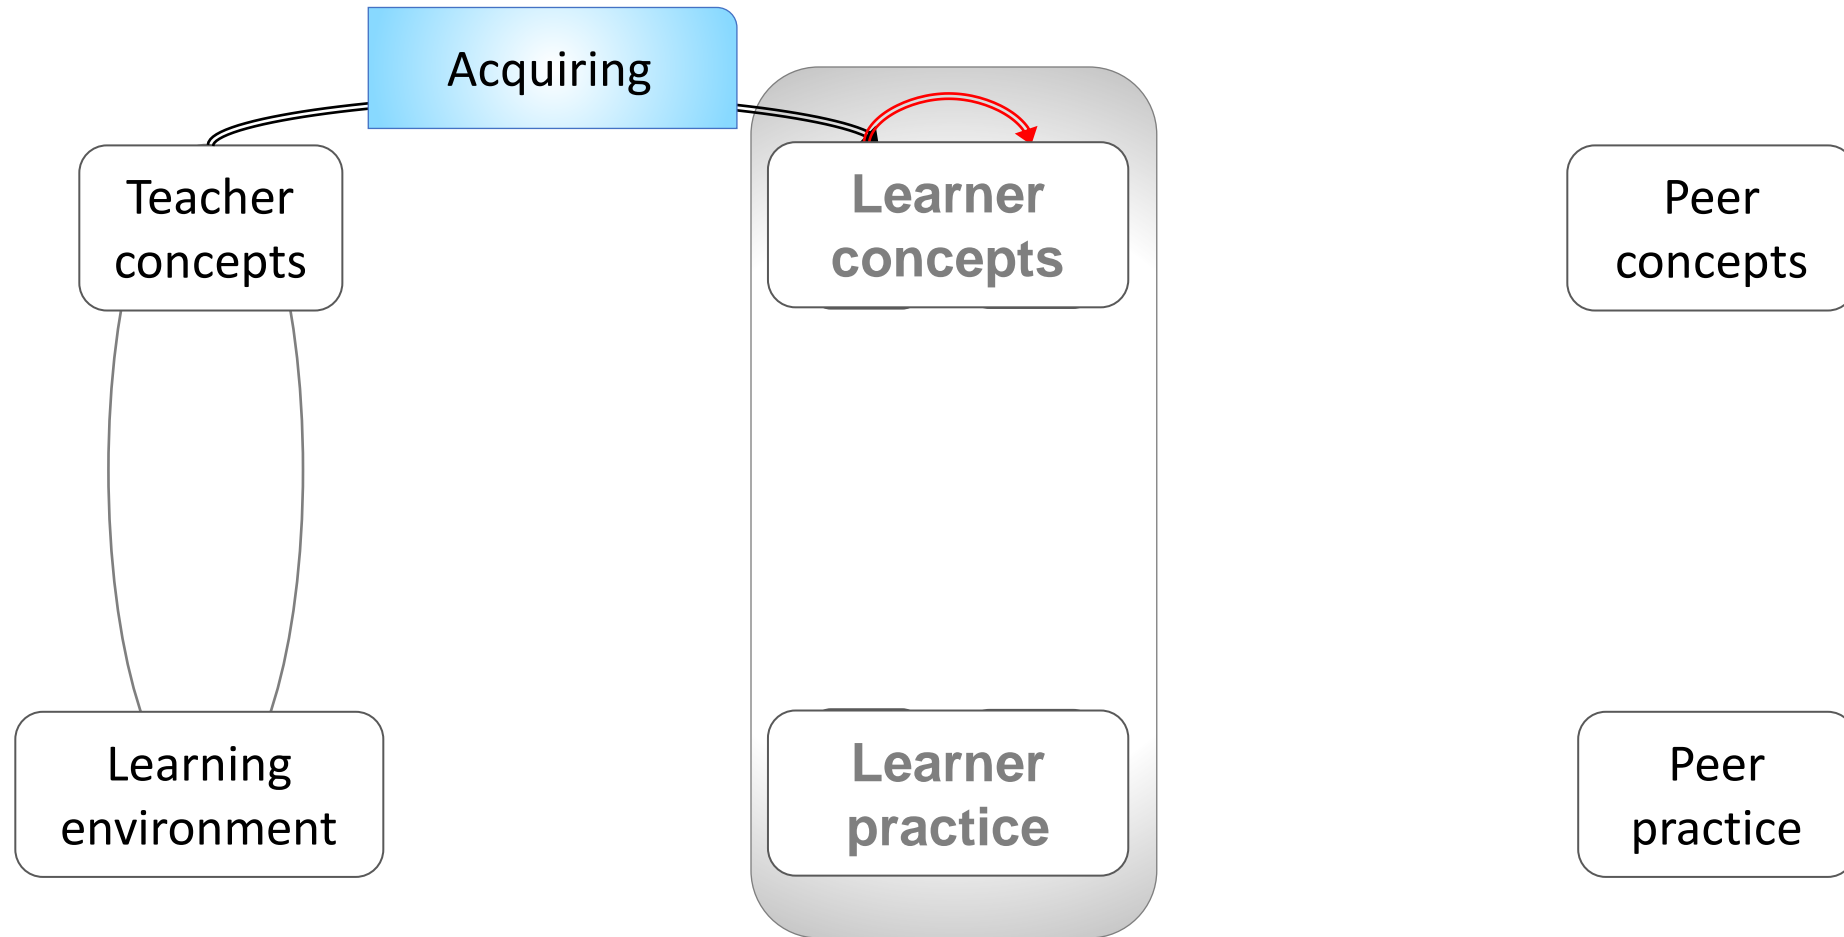 Acquiring
Teacher
concepts
Learner
concepts
Peer
concepts
Learning
environment
Learner
practice
Peer
practice